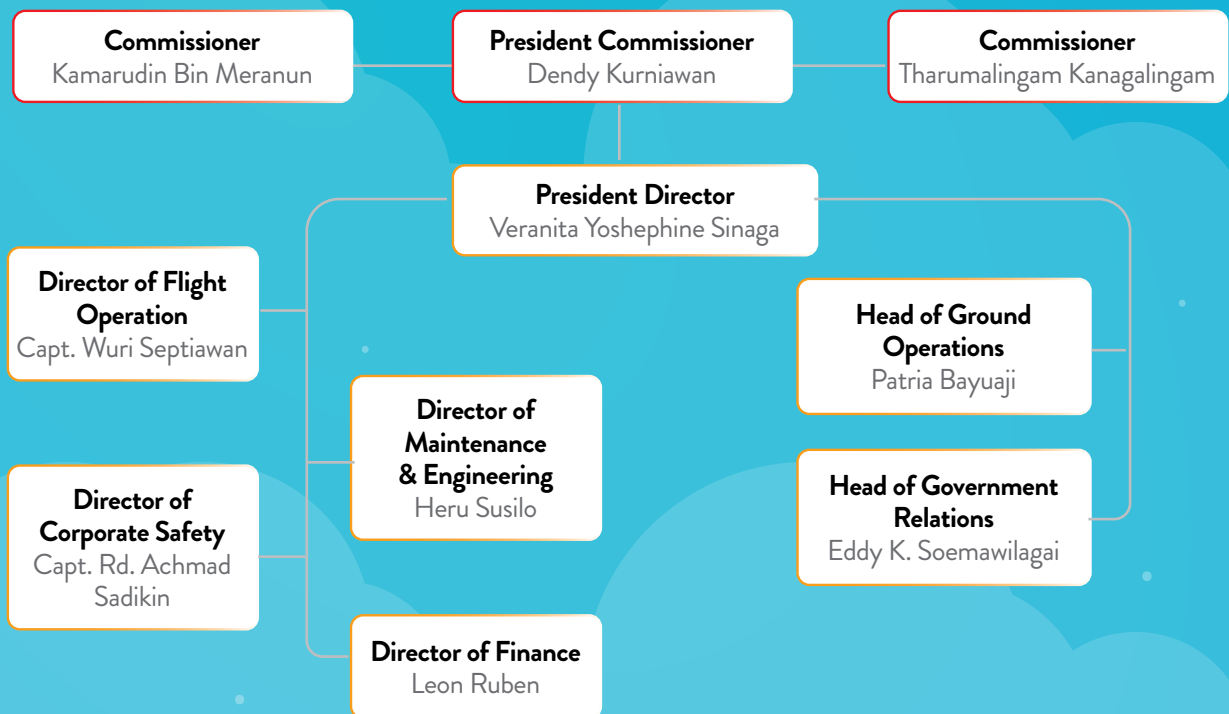 Commissioner
Kamarudin Bin Meranun
President Commissioner
Dendy Kurniawan
Commissioner
Tharumalingam Kanagalingam
President Director
Veranita Yoshephine Sinaga
Director of Flight
Operation
Capt. Wuri Septiawan
Head of Ground
Operations
Patria Bayuaji
Director of
Maintenance
& Engineering
Heru Susilo
Director of
Corporate Safety
Capt. Rd. Achmad
Sadikin
Head of Government
Relations
Eddy K. Soemawilagai
Director of Finance
Leon Ruben